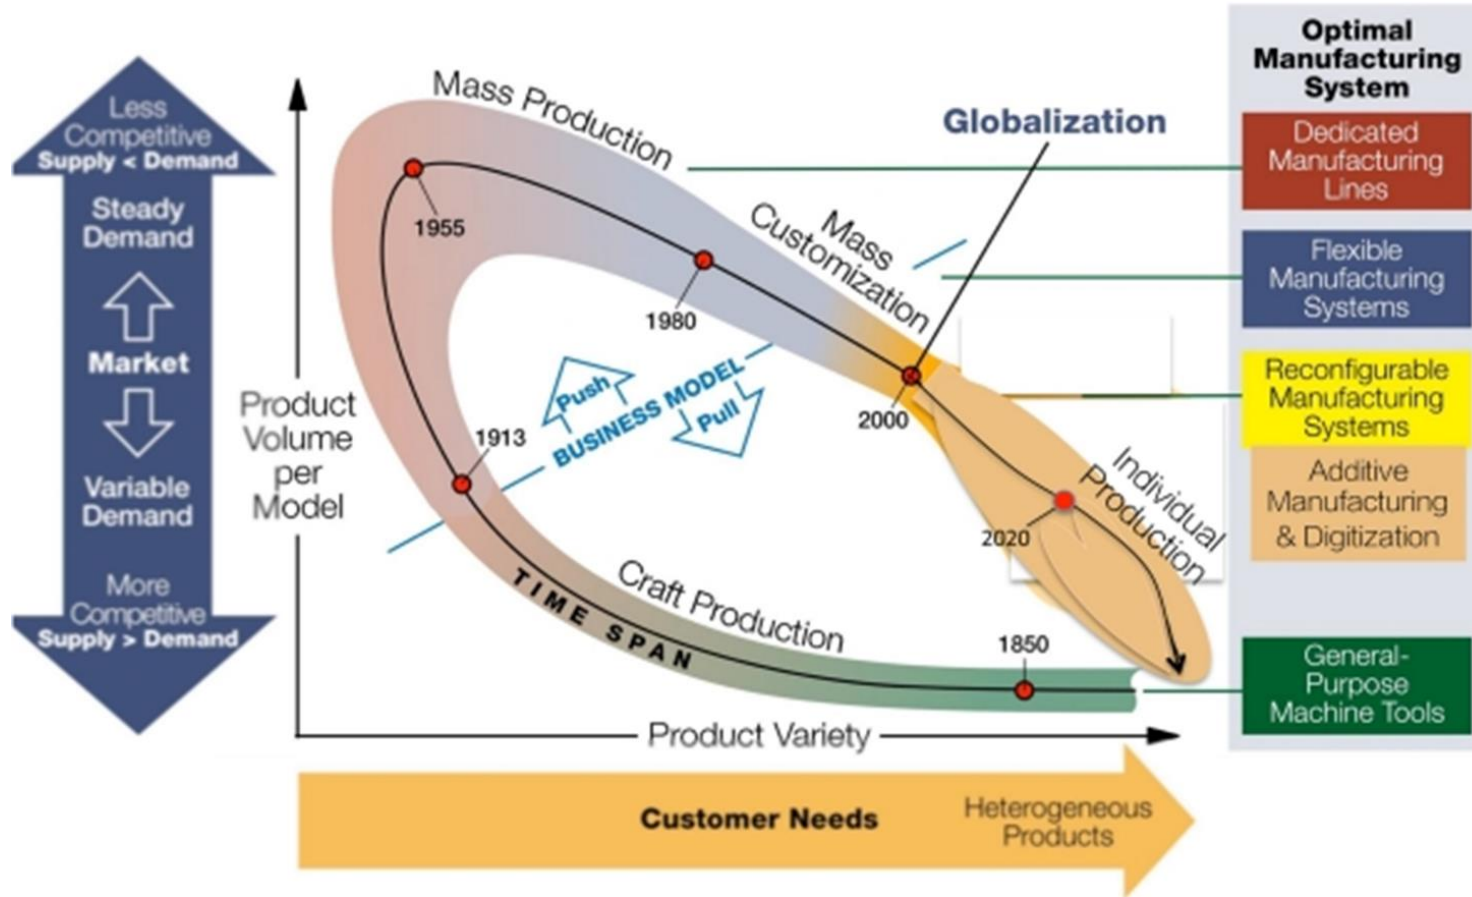 Less
Competitive
Supply < Demand
Steady
Demand
Market
Variable
Demand
More
Competitive
Supply > Demand
Product
Volume
per
Model
Mass Production
1955
1980
1913
Push
BUSINESS MODEL
Pull
Mass
Customization
Globalization
2000
2020
Individual
Production
Craft Production
TIME SPAN
1850
Product Variety
Customer Needs
Heterogeneous
Products
Optimal
Manufacturing
System
Dedicated
Manufacturing
Lines
Flexible
Manufacturing
Systems
Reconfigurable
Manufacturing
Systems
Additive
Manufacturing
& Digitization
General-
Purpose
Machine Tools